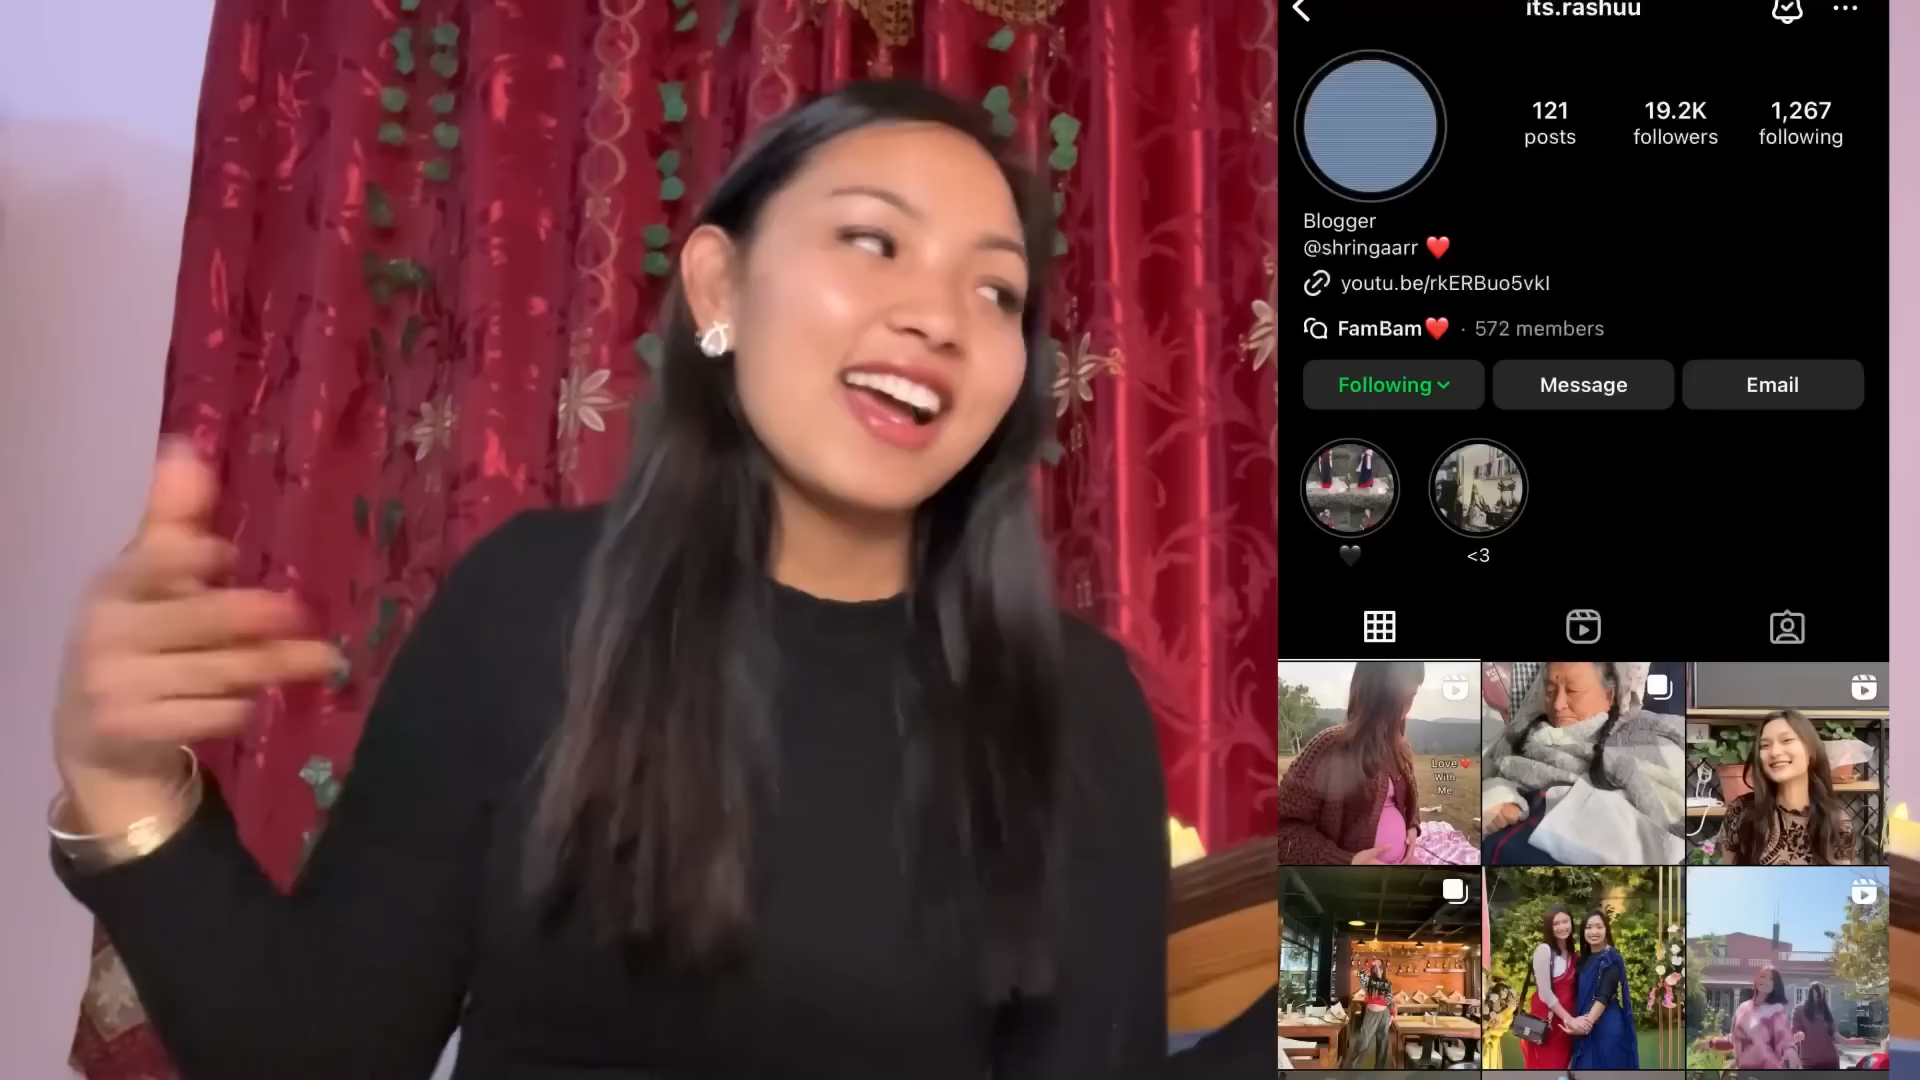 its.rashuu
121 19.2K 1,267
posts followers following
Blogger
@shringaarr ❤️
youtu.be/rkERBuo5vkI
FamBam❤️ · 572 members
Following Message Email
🖤 <3
Love ❤️
With
Me